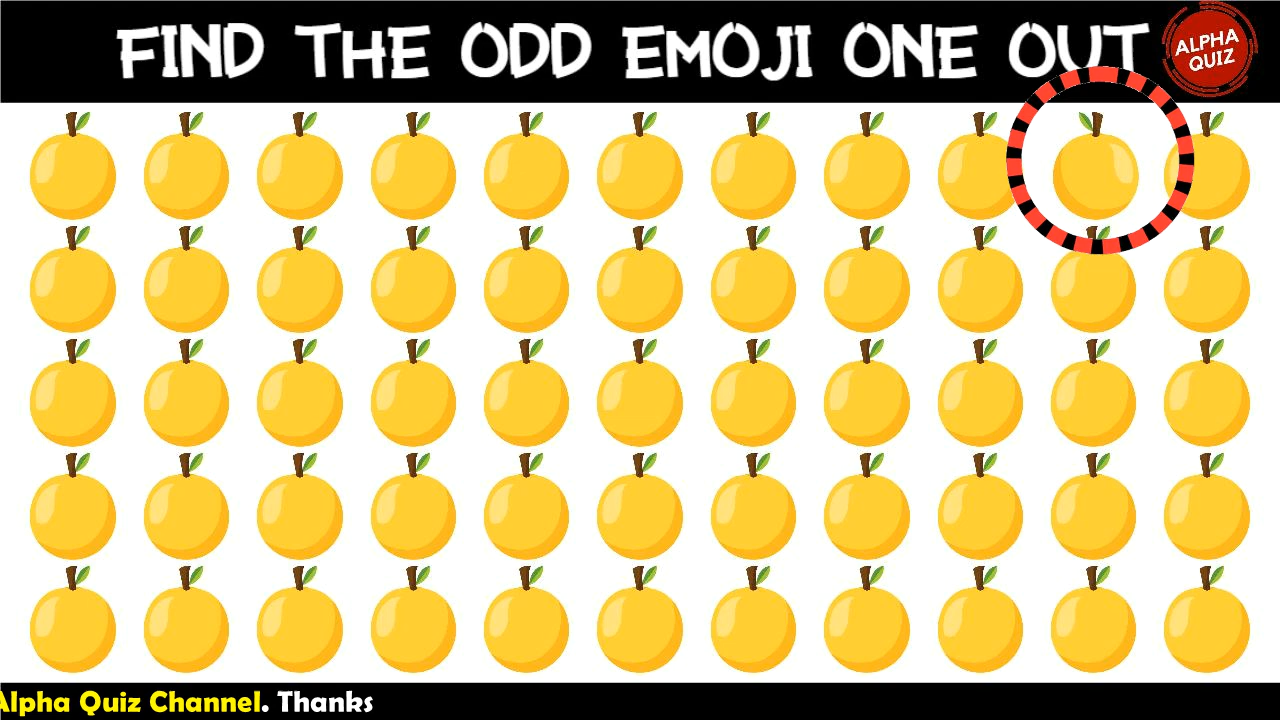 FIND THE ODD EMOJI ONE OUT
ALPHA
QUIZ
Alpha Quiz Channel. Thanks